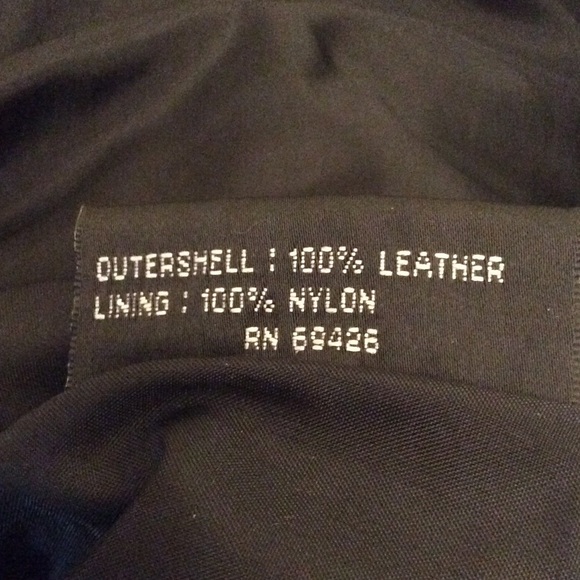 OUTERSHELL : 100% LEATHER
LINING : 100% NYLON
RN 69426